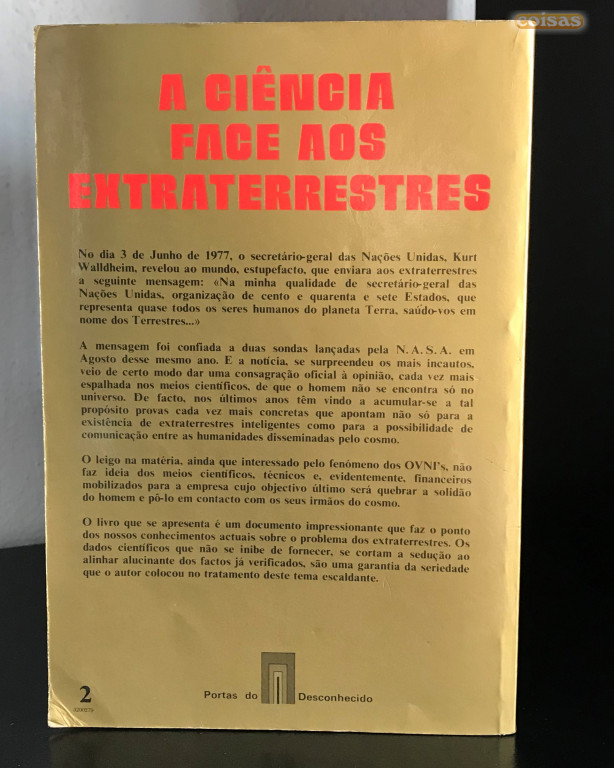 coisas
A CIÊNCIA
FACE AOS
EXTRATERRESTRES
No dia 3 de Junho de 1977, o secretário-geral das Nações Unidas, Kurt
Walldheim, revelou ao mundo, estupefacto, que enviara aos extraterrestres
a seguinte mensagem: «Na minha qualidade de secretário-geral das
Nações Unidas, organização de cento e quarenta e sete Estados, que
representa quase todos os seres humanos do planeta Terra, saúdo-vos em
nome dos Terrestres...»
A mensagem foi confiada a duas sondas lançadas pela N.A.S.A. em
Agosto desse mesmo ano. E a notícia, se surpreendeu os mais incautos,
veio de certo modo dar uma consagração oficial à opinião, cada vez mais
espalhada nos meios científicos, de que o homem não se encontra só no
universo. De facto, nos últimos anos têm vindo a acumular-se a tal
propósito provas cada vez mais concretas que apontam não só para a
existência de extraterrestres inteligentes como para a possibilidade de
comunicação entre as humanidades disseminadas pelo cosmo.
O leigo na matéria, ainda que interessado pelo fenómeno dos OVNI's, não
faz ideia dos meios científicos, técnicos e, evidentemente, financeiros
mobilizados para a empresa cujo objectivo último será quebrar a solidão
do homem e pô-lo em contacto com os seus irmãos do cosmo.
O livro que se apresenta é um documento impressionante que faz o ponto
dos nossos conhecimentos actuais sobre o problema dos extraterrestres. Os
dados científicos que não se inibe de fornecer, se cortam a sedução ao
alinhar alucinante dos factos já verificados, são uma garantia da seriedade
que o autor colocou no tratamento deste tema escaldante.
2
Portas do Desconhecido